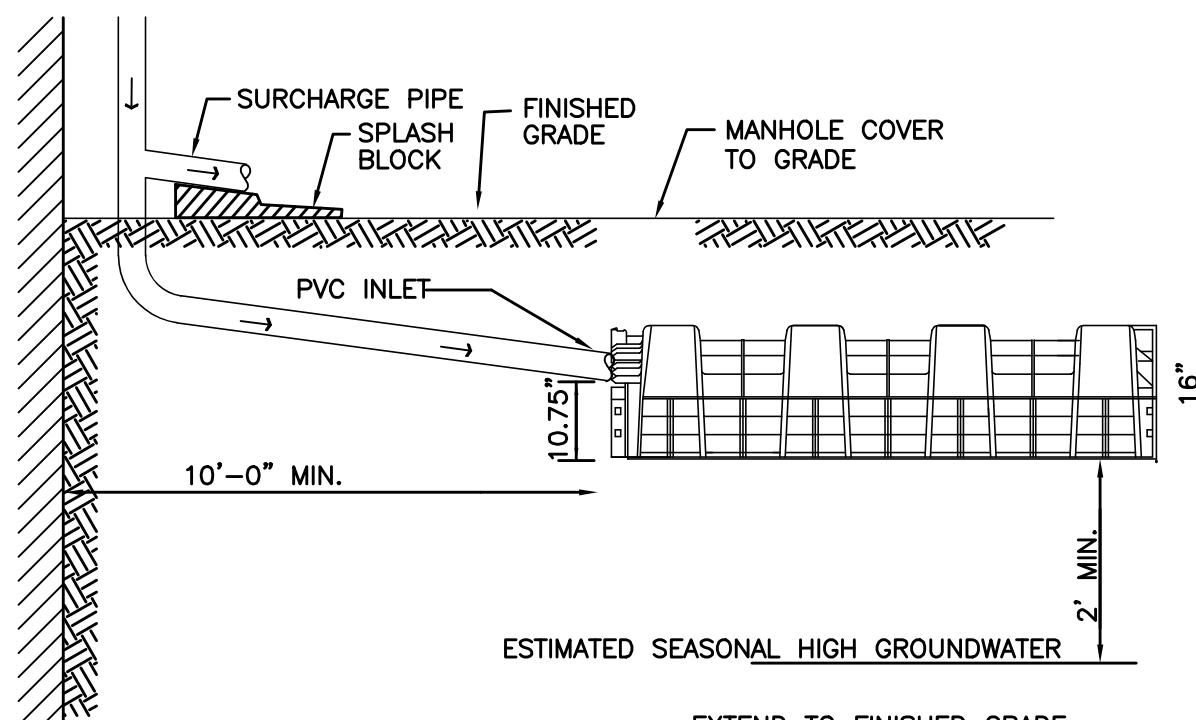 SURCHARGE PIPE
SPLASH
BLOCK
FINISHED
GRADE
MANHOLE COVER
TO GRADE
PVC INLET
10.75"
16"
10'-0" MIN.
2' MIN.
ESTIMATED SEASONAL HIGH GROUNDWATER
EXTEND TO FINISHED GRADE